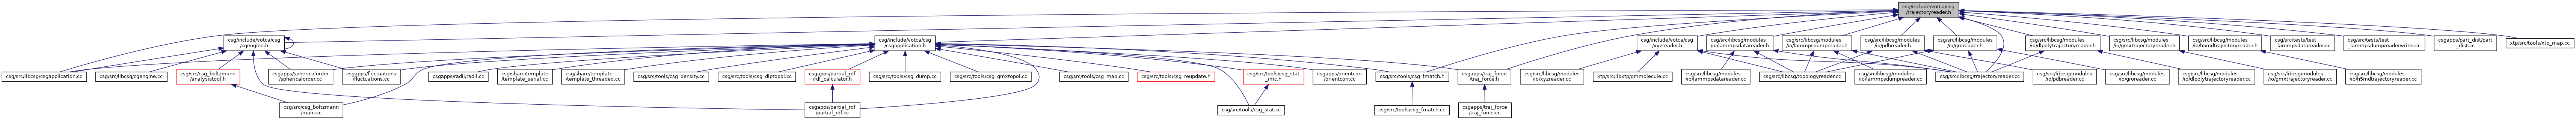 csg/include/votca/csg
/trajectoryreader.h
csg/include/votca/csg
/cgengine.h
csg/include/votca/csg
/csgapplication.h
csg/include/votca/csg
/xyzreader.h
csg/src/libcsg/modules
/io/lammpsdatareader.h
csg/src/libcsg/modules
/io/lammpsdumpreader.h
csg/src/libcsg/modules
/io/pdbreader.h
csg/src/libcsg/modules
/io/groreader.h
csg/src/libcsg/modules
/io/dlpolytrajectoryreader.h
csg/src/libcsg/modules
/io/gmxtrajectoryreader.h
csg/src/libcsg/modules
/io/h5mdtrajectoryreader.h
csg/src/tests/test
_lammpsdatareader.cc
csg/src/tests/test
_lammpsdumpreaderwriter.cc
csgapps/part_dist/part
_dist.cc
xtp/src/tools/xtp_map.cc
csg/src/libcsg/csgapplication.cc
csg/src/libcsg/cgengine.cc
csg/src/csg_boltzmann
/analysistool.h
csgapps/sphericalorder
/sphericalorder.cc
csgapps/fluctuations
/fluctuations.cc
csgapps/radii/radii.cc
csg/share/template
/template_serial.cc
csg/share/template
/template_threaded.cc
csg/src/tools/csg_density.cc
csg/src/tools/csg_dlptopol.cc
csgapps/partial_rdf
/rdf_calculator.h
csg/src/tools/csg_dump.cc
csg/src/tools/csg_gmxtopol.cc
csg/src/tools/csg_map.cc
csg/src/tools/csg_reupdate.h
csg/src/tools/csg_stat
_imc.h
csgapps/orientcorr
/orientcorr.cc
csg/src/tools/csg_fmatch.h
csgapps/traj_force
/traj_force.h
csg/src/libcsg/modules
/io/xyzreader.cc
xtp/src/libxtp/qmmolecule.cc
csg/src/libcsg/modules
/io/lammpsdatareader.cc
csg/src/libcsg/topologyreader.cc
csg/src/libcsg/modules
/io/lammpsdumpreader.cc
csg/src/libcsg/trajectoryreader.cc
csg/src/libcsg/modules
/io/pdbreader.cc
csg/src/libcsg/modules
/io/groreader.cc
csg/src/libcsg/modules
/io/dlpolytrajectoryreader.cc
csg/src/libcsg/modules
/io/gmxtrajectoryreader.cc
csg/src/libcsg/modules
/io/h5mdtrajectoryreader.cc
csg/src/csg_boltzmann
/main.cc
csgapps/partial_rdf
/partial_rdf.cc
csg/src/tools/csg_stat.cc
csg/src/tools/csg_fmatch.cc
csgapps/traj_force
/traj_force.cc